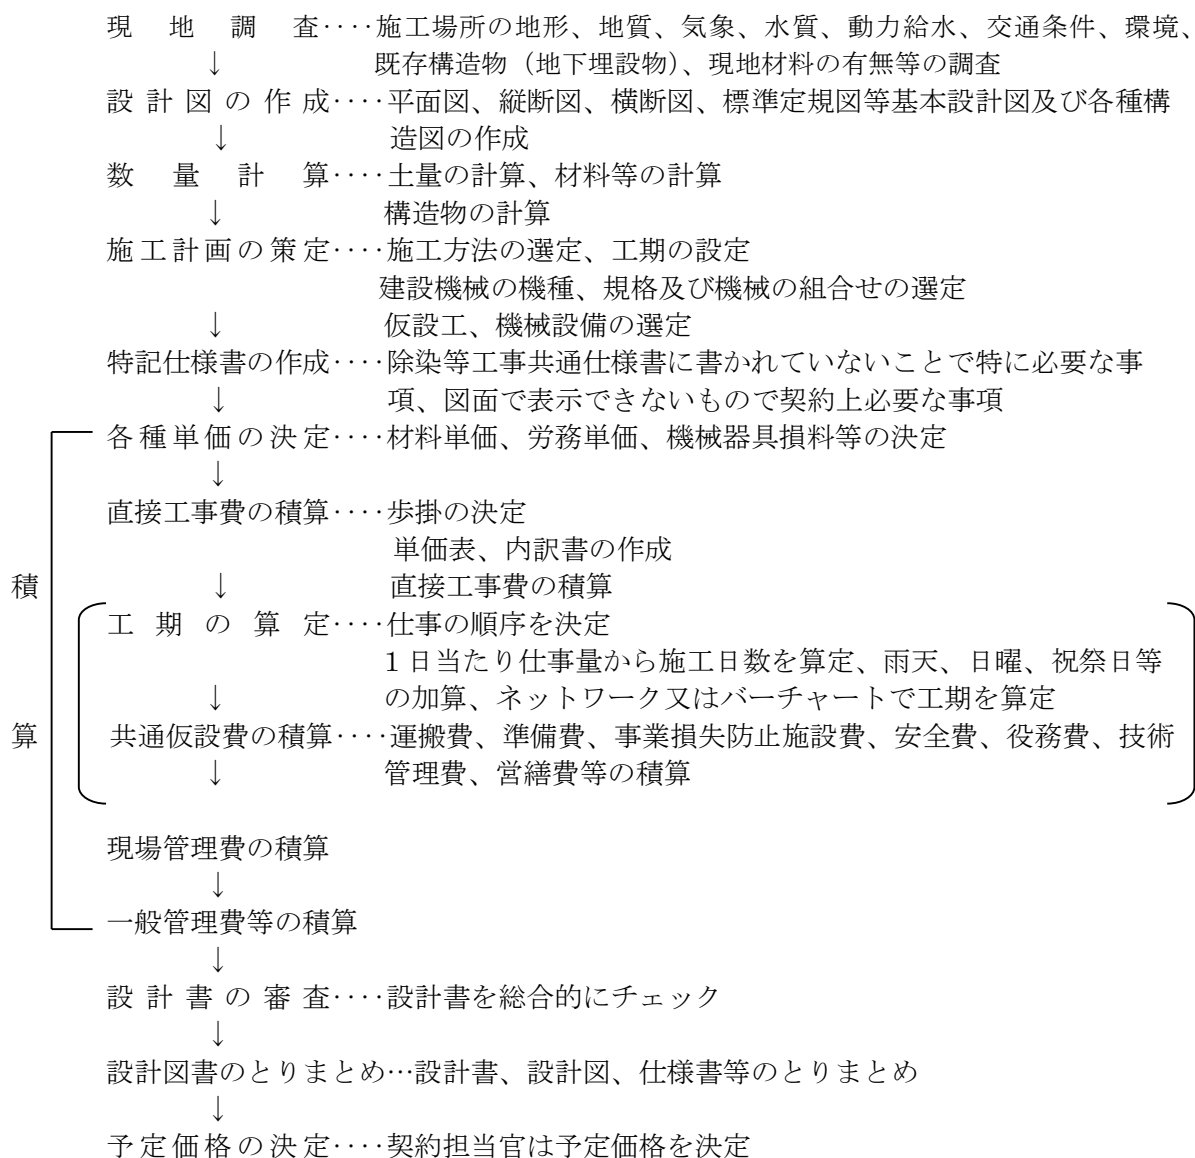 現地調査‥‥施工場所の地形、地質、気象、水質、動力給水、交通条件、環境、
↓ 既存構造物（地下埋設物）、現地材料の有無等の調査
設計図の作成‥‥平面図、縦断図、横断図、標準定規図等基本設計図及び各種構
↓ 造図の作成
数量計算‥‥土量の計算、材料等の計算
↓ 構造物の計算
施工計画の策定‥‥施工方法の選定、工期の設定
建設機械の機種、規格及び機械の組合せの選定
↓ 仮設工、機械設備の選定
特記仕様書の作成‥‥除染等工事共通仕様書に書かれていないことで特に必要な事
↓ 項、図面で表示できないもので契約上必要な事項
各種単価の決定‥‥材料単価、労務単価、機械器具損料等の決定
↓
直接工事費の積算‥‥歩掛の決定
単価表、内訳書の作成
積 ↓ 直接工事費の積算
工期の算定‥‥仕事の順序を決定
1日当たり仕事量から施工日数を算定、雨天、日曜、祝祭日等
↓ の加算、ネットワーク又はバーチャートで工期を算定
算 共通仮設費の積算‥‥運搬費、準備費、事業損失防止施設費、安全費、役務費、技術
↓ 管理費、営繕費等の積算
現場管理費の積算
↓
一般管理費等の積算
↓
設計書の審査‥‥設計書を総合的にチェック
↓
設計図書のとりまとめ…設計書、設計図、仕様書等のとりまとめ
↓
予定価格の決定‥‥契約担当官は予定価格を決定